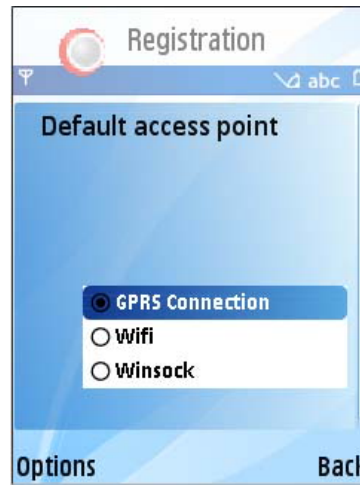 Registration
abc
Default access point
GPRS Connection
Wifi
Winsock
Options